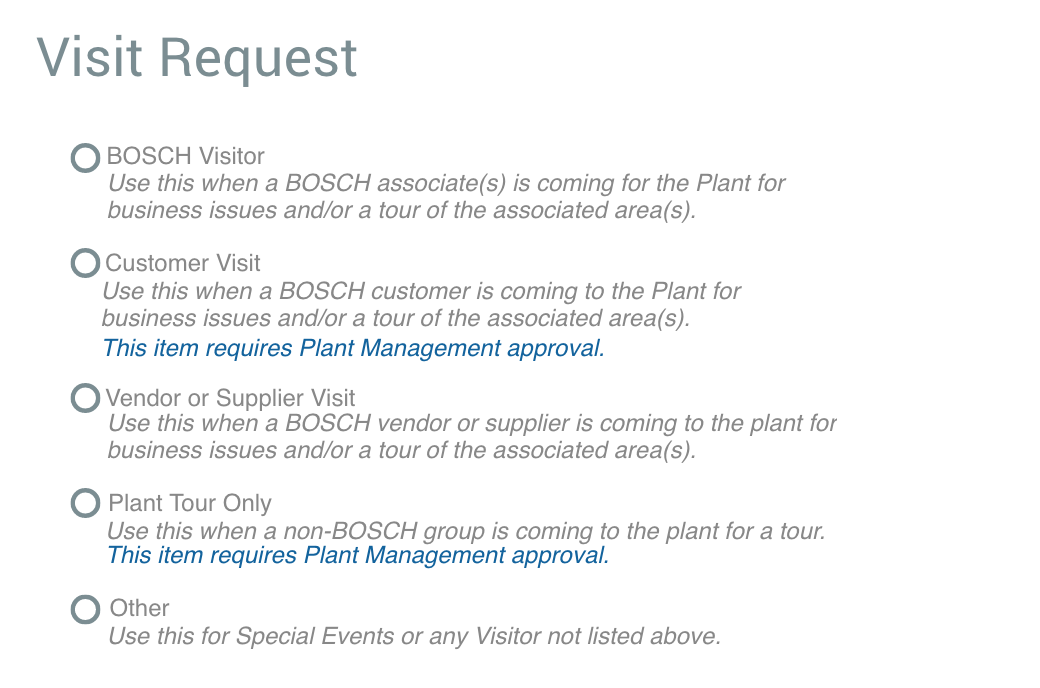 Visit Request
BOSCH Visitor
Use this when a BOSCH associate(s) is coming for the Plant for
business issues and/or a tour of the associated area(s).
Customer Visit
Use this when a BOSCH customer is coming to the Plant for
business issues and/or a tour of the associated area(s).
This item requires Plant Management approval.
Vendor or Supplier Visit
Use this when a BOSCH vendor or supplier is coming to the plant for
business issues and/or a tour of the associated area(s).
Plant Tour Only
Use this when a non-BOSCH group is coming to the plant for a tour.
This item requires Plant Management approval.
Other
Use this for Special Events or any Visitor not listed above.